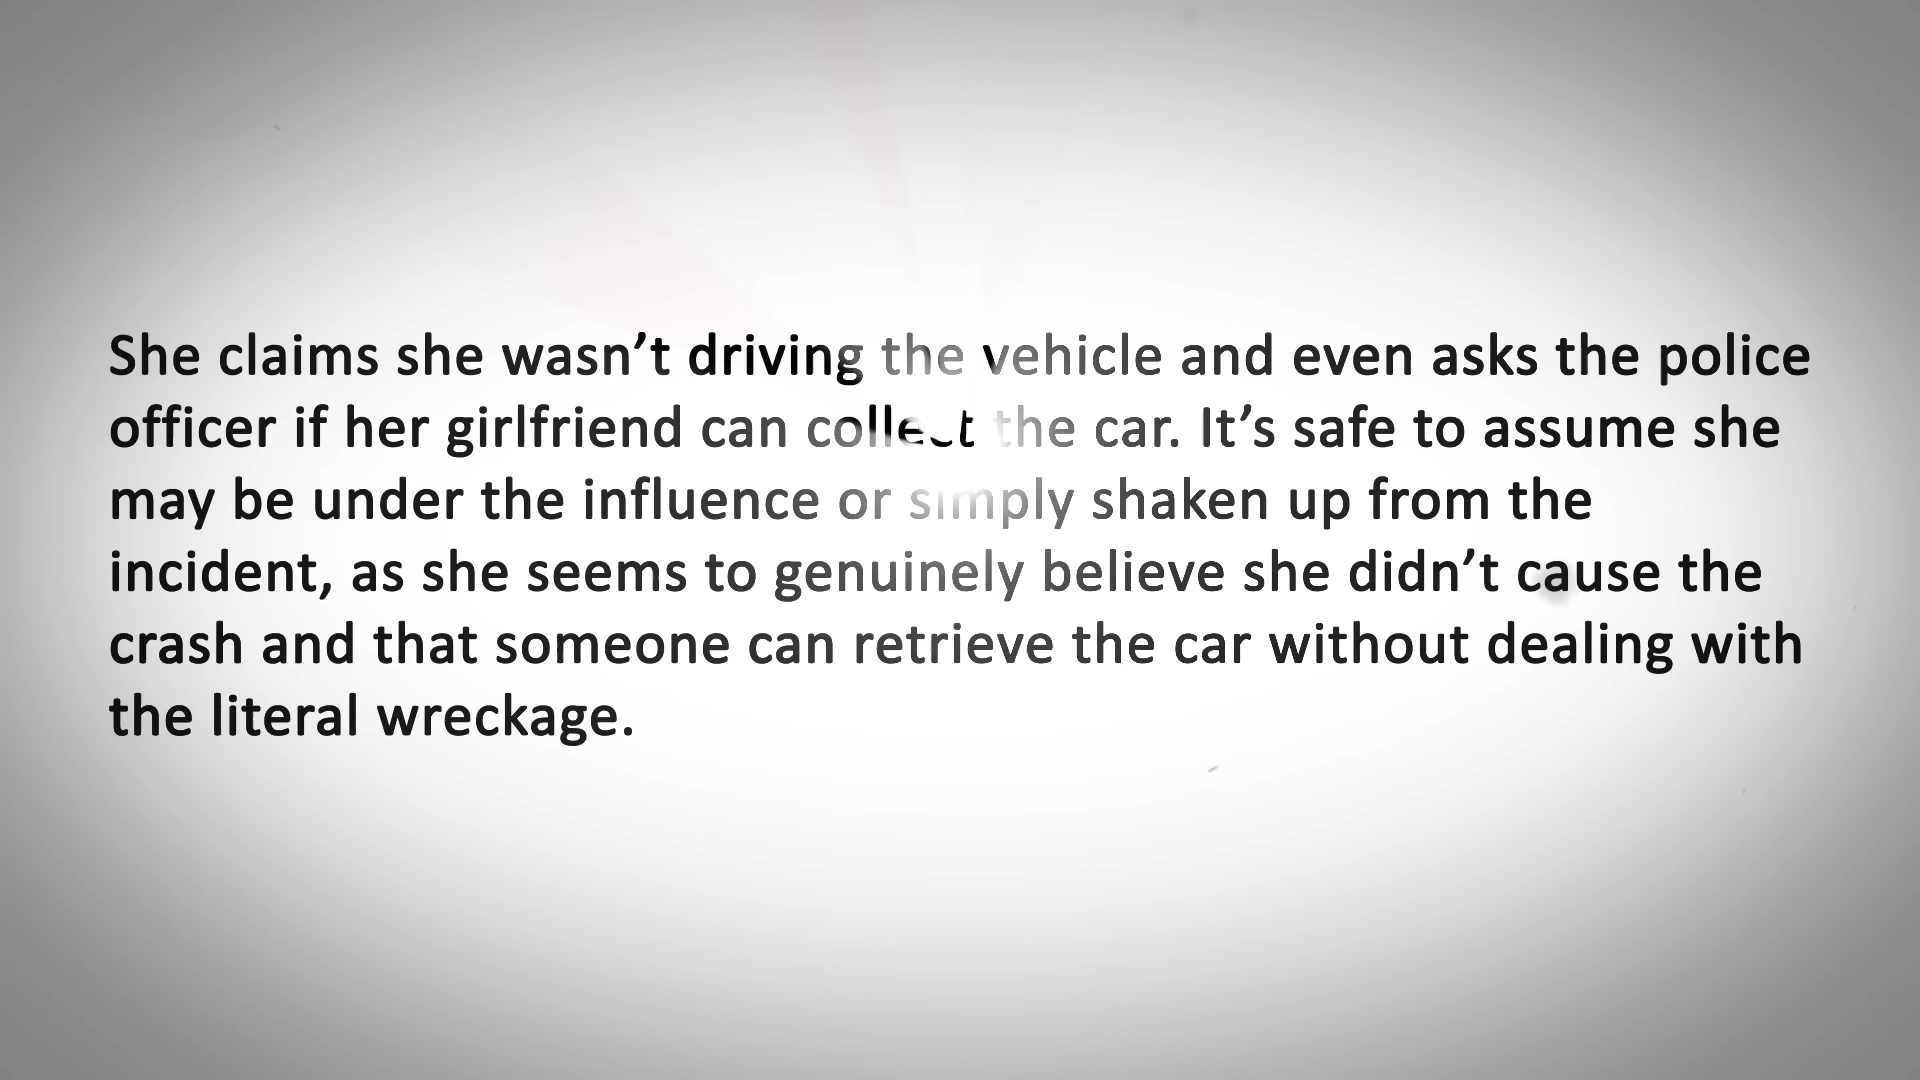 She claims she wasn’t driving the vehicle and even asks the police
officer if her girlfriend can collect the car. It’s safe to assume she
may be under the influence or simply shaken up from the
incident, as she seems to genuinely believe she didn’t cause the
crash and that someone can retrieve the car without dealing with
the literal wreckage.